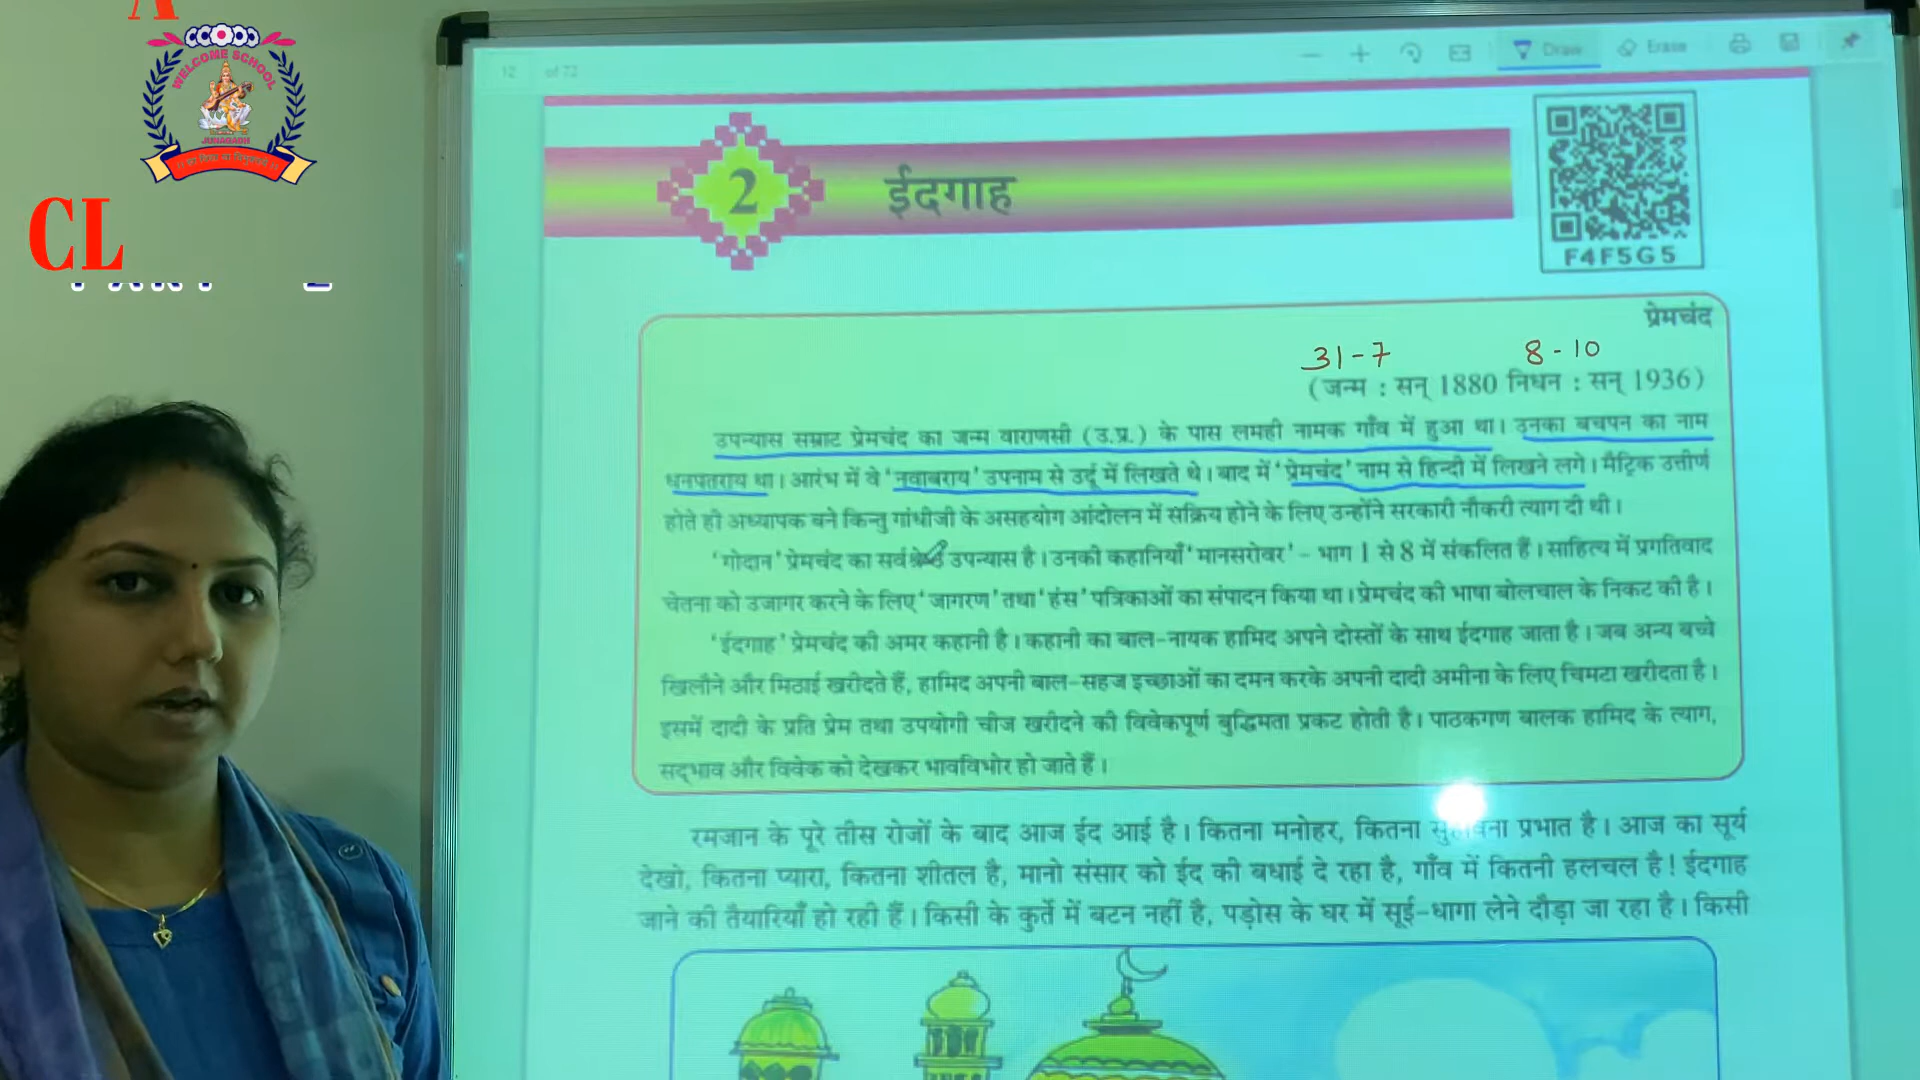 A
WELCOME SCHOOL
JUNAGADH
CL
12 of 72
Draw Erase
2 ईदगाह
F4F5G5
प्रेमचंद
31-7 8-10
(जन्म : सन् 1880 निधन : सन् 1936)
उपन्यास सम्राट प्रेमचंद का जन्म वाराणसी (उ.प्र.) के पास लमही नामक गाँव में हुआ था। उनका बचपन का नाम
धनपतराय था। आरंभ में वे ‘नवाबराय’ उपनाम से उर्दू में लिखते थे। बाद में ‘प्रेमचंद’ नाम से हिन्दी में लिखने लगे। मैट्रिक उत्तीर्ण
होते ही अध्यापक बने किन्तु गांधीजी के असहयोग आंदोलन में सक्रिय होने के लिए उन्होंने सरकारी नौकरी त्याग दी थी।
‘गोदान’ प्रेमचंद का सर्वश्रेष्ठ उपन्यास है। उनकी कहानियाँ ‘मानसरोवर’ - भाग 1 से 8 में संकलित हैं। साहित्य में प्रगतिवाद
चेतना को उजागर करने के लिए ‘जागरण’ तथा ‘हंस’ पत्रिकाओं का संपादन किया था। प्रेमचंद की भाषा बोलचाल के निकट की है।
‘ईदगाह’ प्रेमचंद की अमर कहानी है। कहानी का बाल-नायक हामिद अपने दोस्तों के साथ ईदगाह जाता है। जब अन्य बच्चे
खिलौने और मिठाई खरीदते हैं, हामिद अपनी बाल-सहज इच्छाओं का दमन करके अपनी दादी अमीना के लिए चिमटा खरीदता है।
इसमें दादी के प्रति प्रेम तथा उपयोगी चीज खरीदने की विवेकपूर्ण बुद्धिमता प्रकट होती है। पाठकगण बालक हामिद के त्याग,
सद्भाव और विवेक को देखकर भावविभोर हो जाते हैं।
रमजान के पूरे तीस रोजों के बाद आज ईद आई है। कितना मनोहर, कितना सुहावना प्रभात है। आज का सूर्य
देखो, कितना प्यारा, कितना शीतल है, मानो संसार को ईद की बधाई दे रहा है, गाँव में कितनी हलचल है! ईदगाह
जाने की तैयारियाँ हो रही हैं। किसी के कुर्ते में बटन नहीं है, पड़ोस के घर में सूई-धागा लेने दौड़ा जा रहा है। किसी